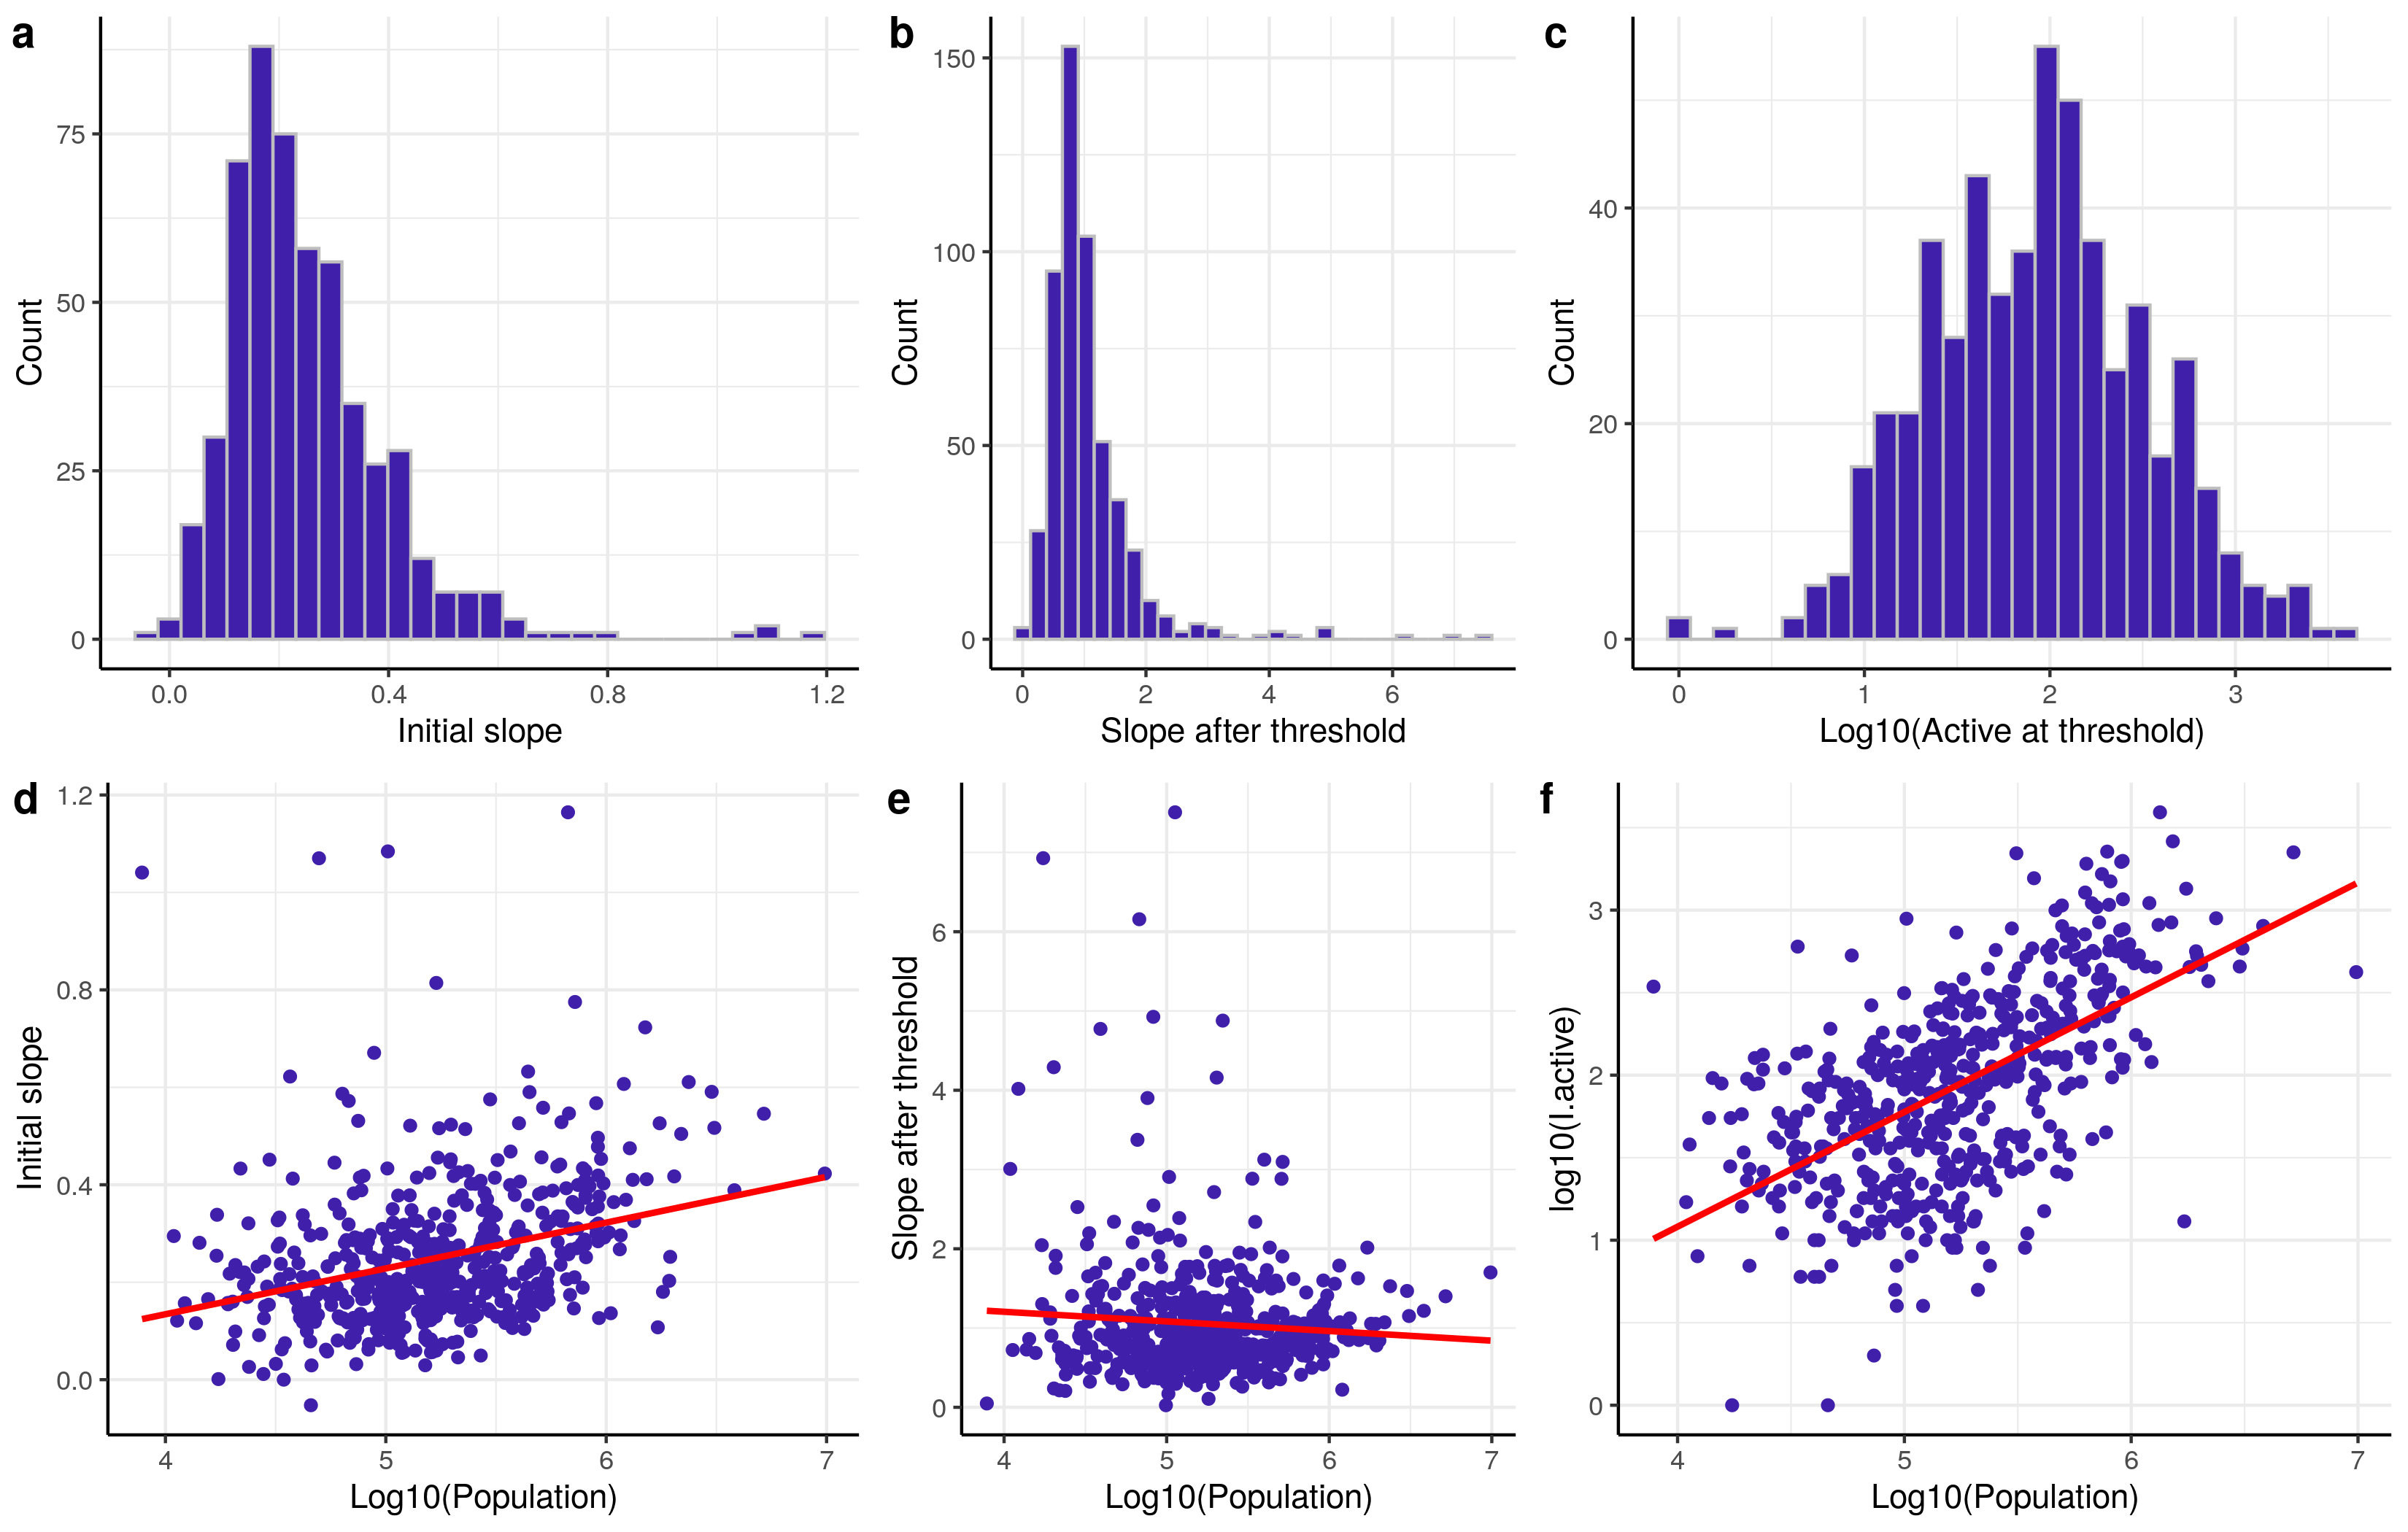 a
Count
75
50
25
0
0.0 0.4 0.8 1.2
Initial slope
b
Count
150
100
50
0
0 2 4 6
Slope after threshold
c
Count
40
20
0
0 1 2 3
Log10(Active at threshold)
d
Initial slope
1.2
0.8
0.4
0.0
4 5 6 7
Log10(Population)
e
Slope after threshold
6
4
2
0
4 5 6 7
Log10(Population)
f
log10(I.active)
3
2
1
0
4 5 6 7
Log10(Population)